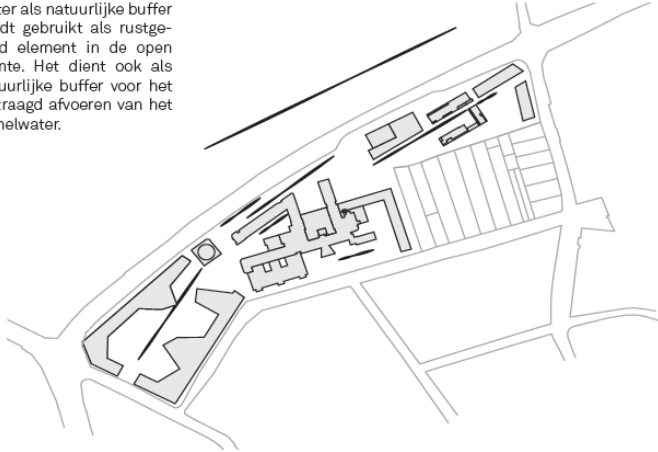 ter als natuurlijke buffer
dt gebruikt als rustge-
d element in de open
nte. Het dient ook als
uurlijke buffer voor het
raagd afvoeren van het
nelwater.